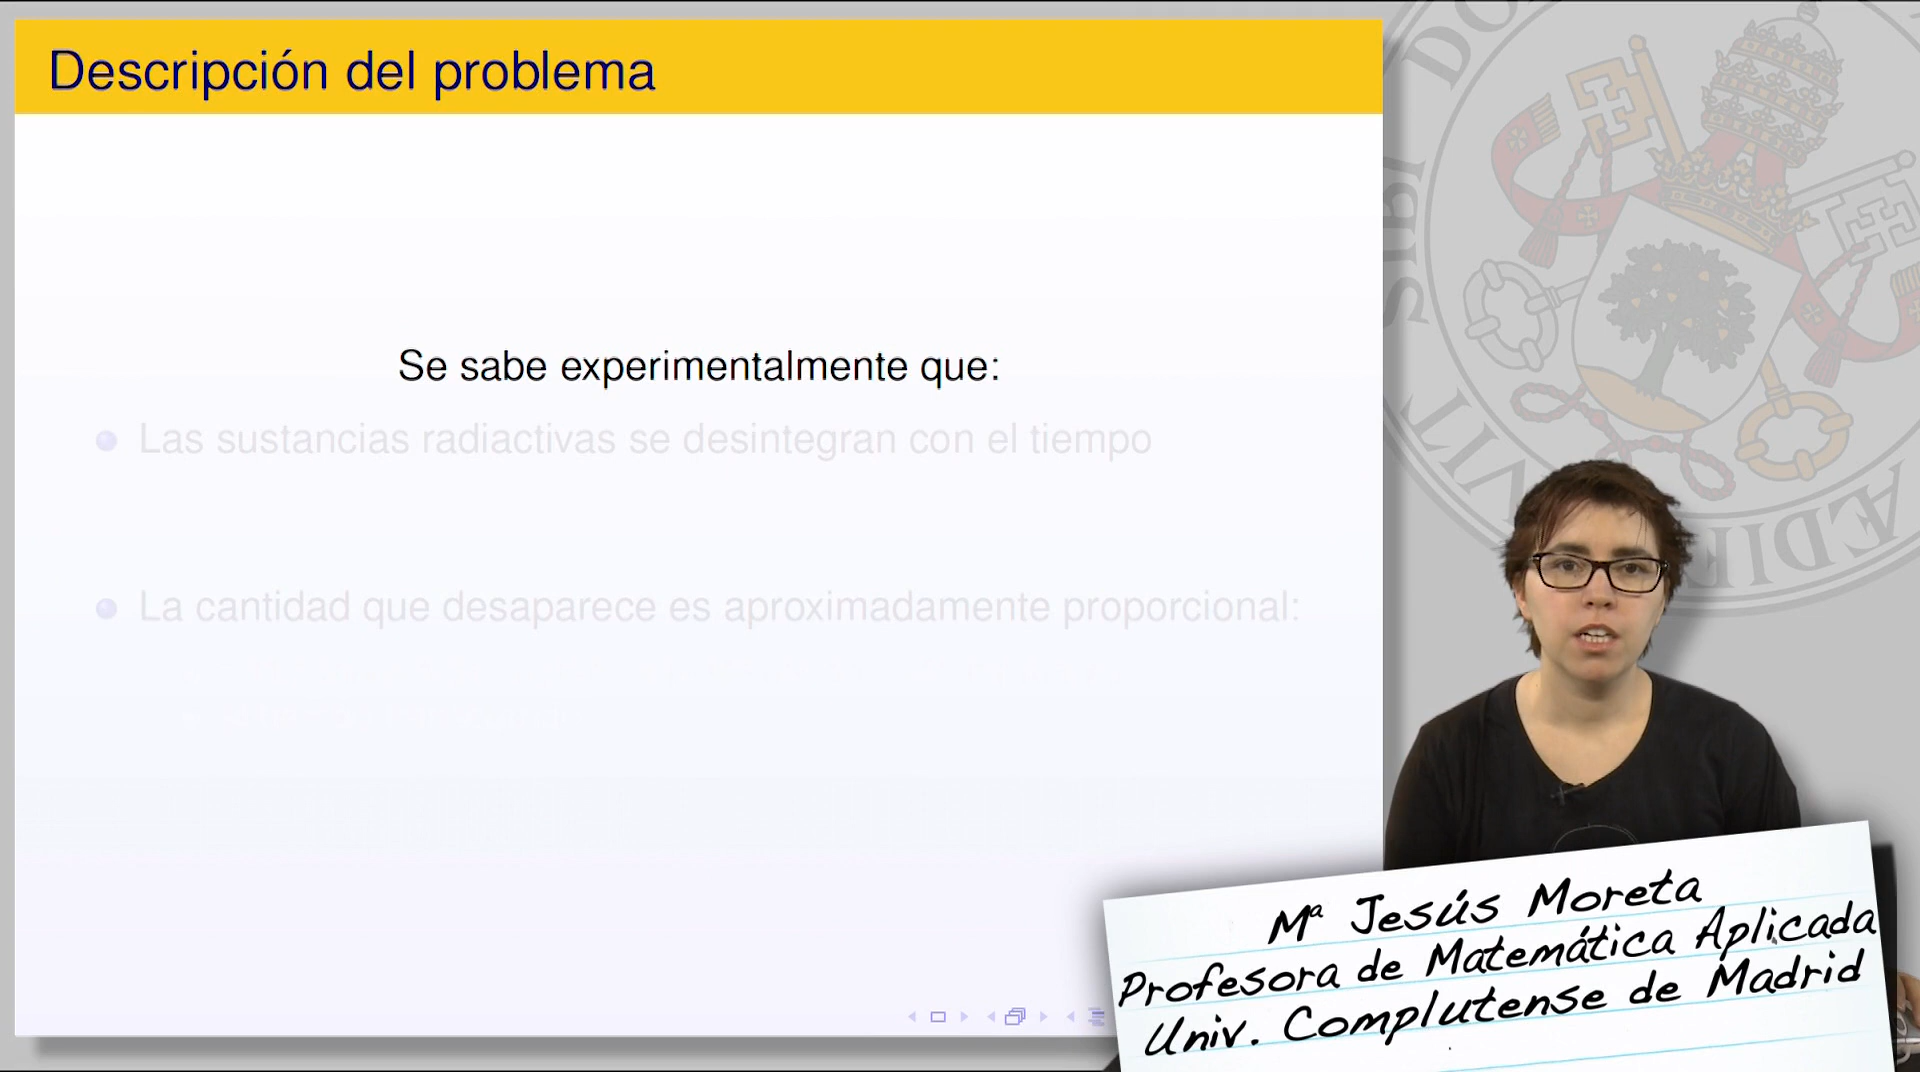 Descripción del problema
Se sabe experimentalmente que:
Las sustancias radiactivas se desintegran con el tiempo
La cantidad que desaparece es aproximadamente proporcional:
Mª Jesús Moreta
Profesora de Matemática Aplicada
Univ. Complutense de Madrid